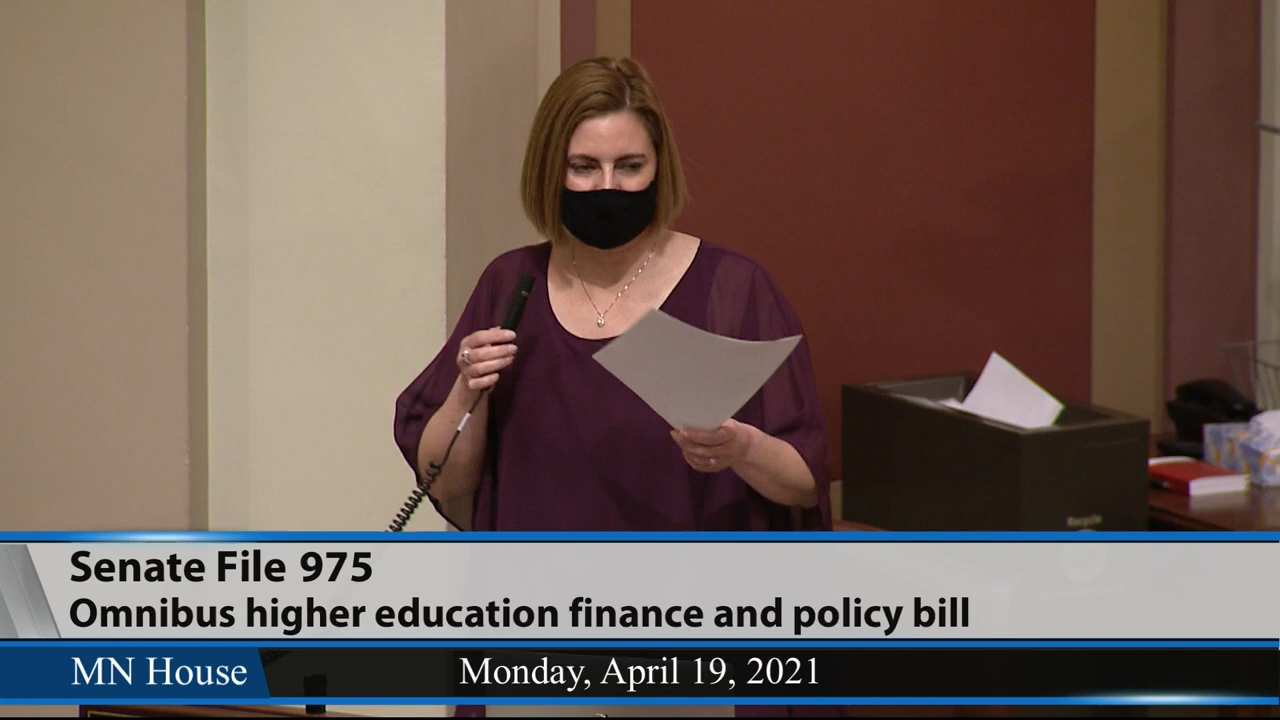 Senate File 975
Omnibus higher education finance and policy bill
MN House
Monday, April 19, 2021